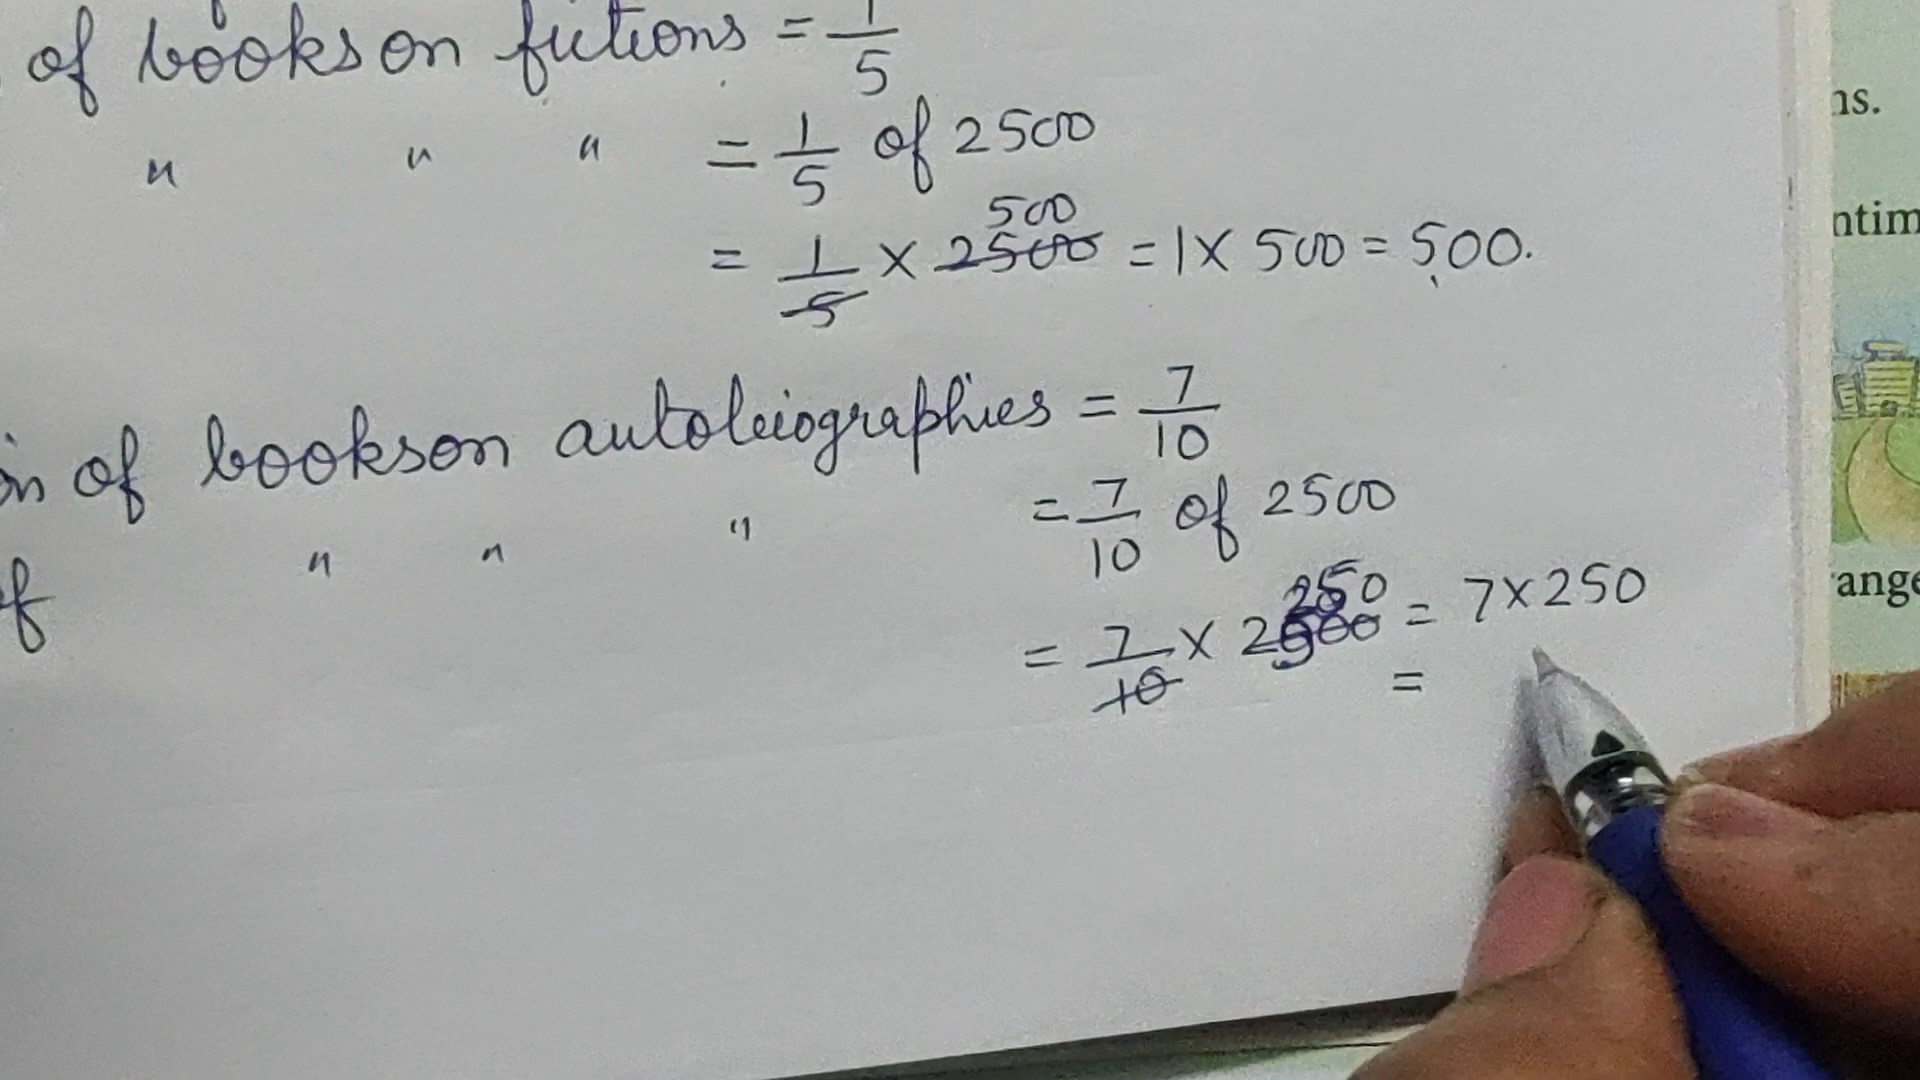 of books on fictions = 1/5
" " " = 1/5 of 2500
500
= 1/5 × 2500 = 1 × 500 = 500.
of books on autobiographies = 7/10
" " " = 7/10 of 2500
of
250
= 7/10 × 2500 = 7×250
=
ns.
ntim
ange